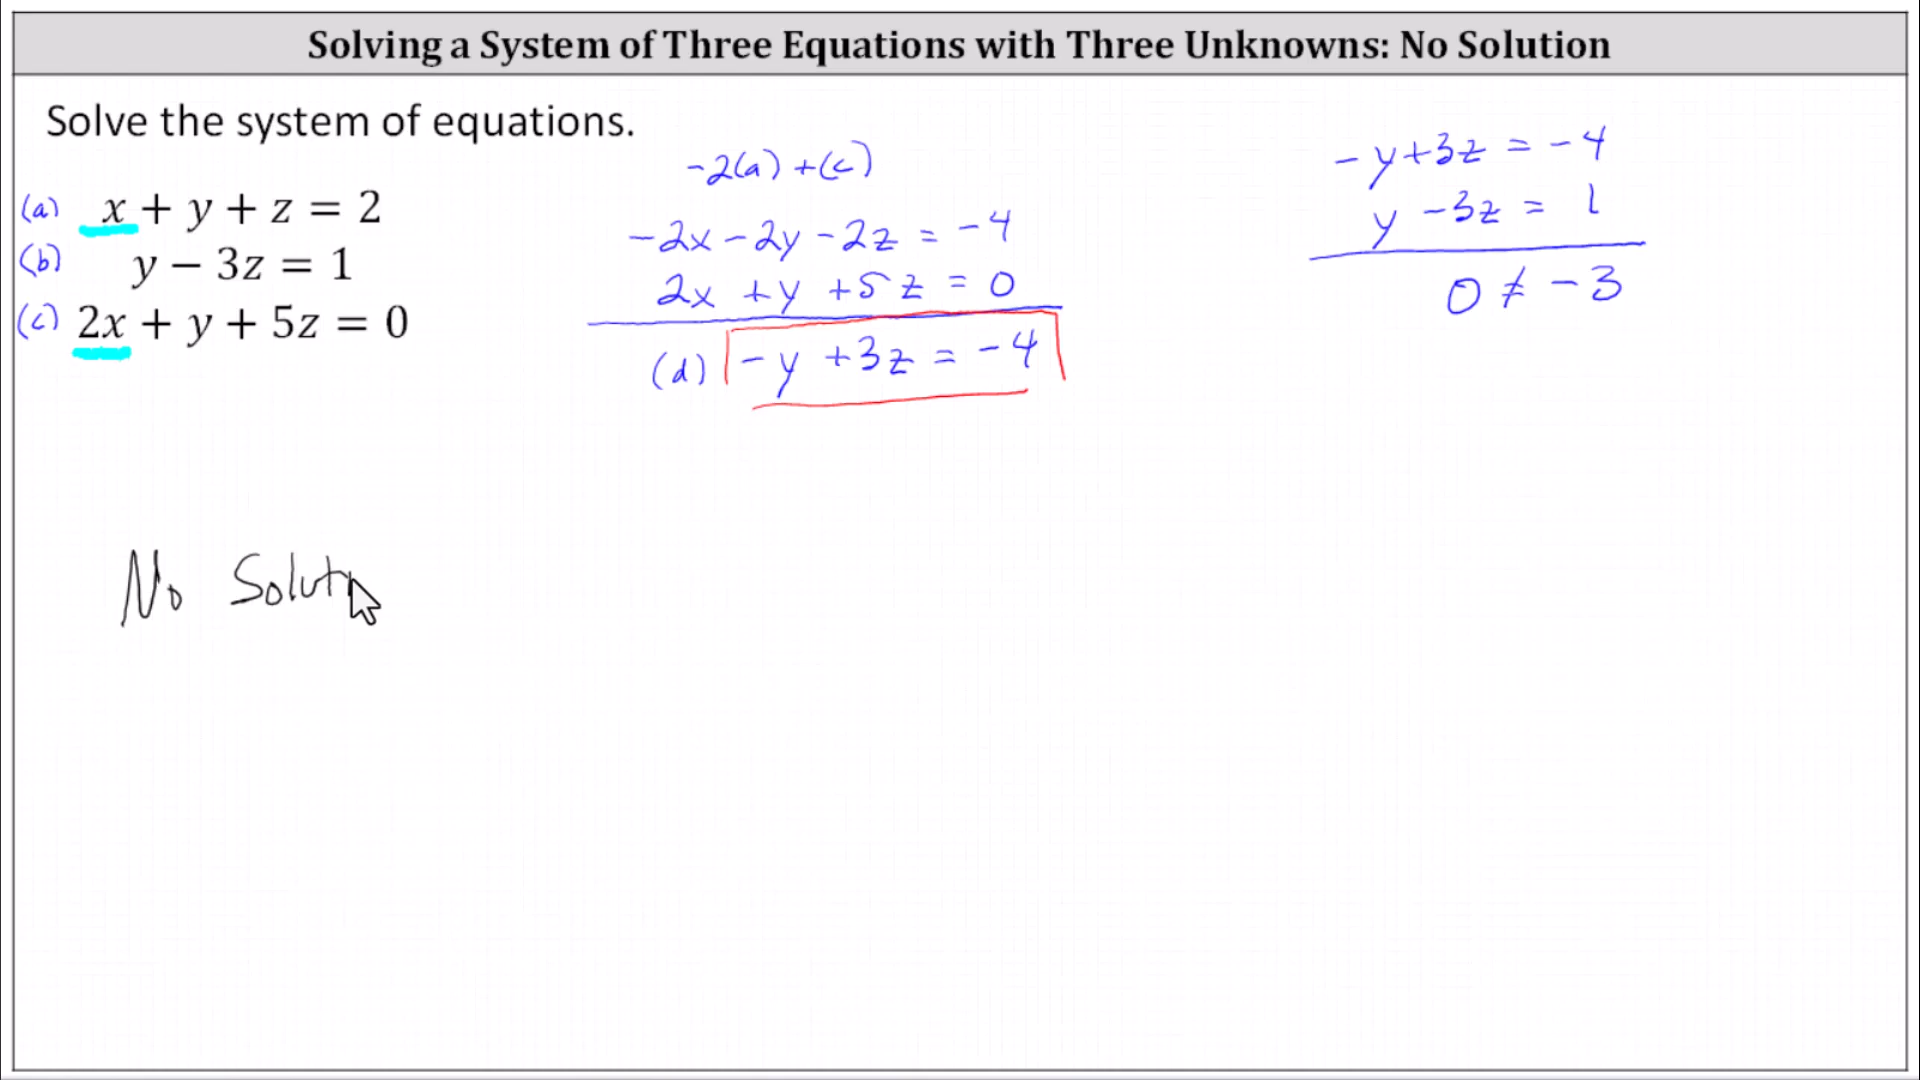 Solving a System of Three Equations with Three Unknowns: No Solution
Solve the system of equations.
(a) x + y + z = 2
(b) y − 3z = 1
(c) 2x + y + 5z = 0
-2(a) + (c)
-2x - 2y - 2z = -4
2x + y + 5z = 0
(d) -y + 3z = -4
-y + 3z = -4
y - 3z = 1
0 ≠ -3
No Solut